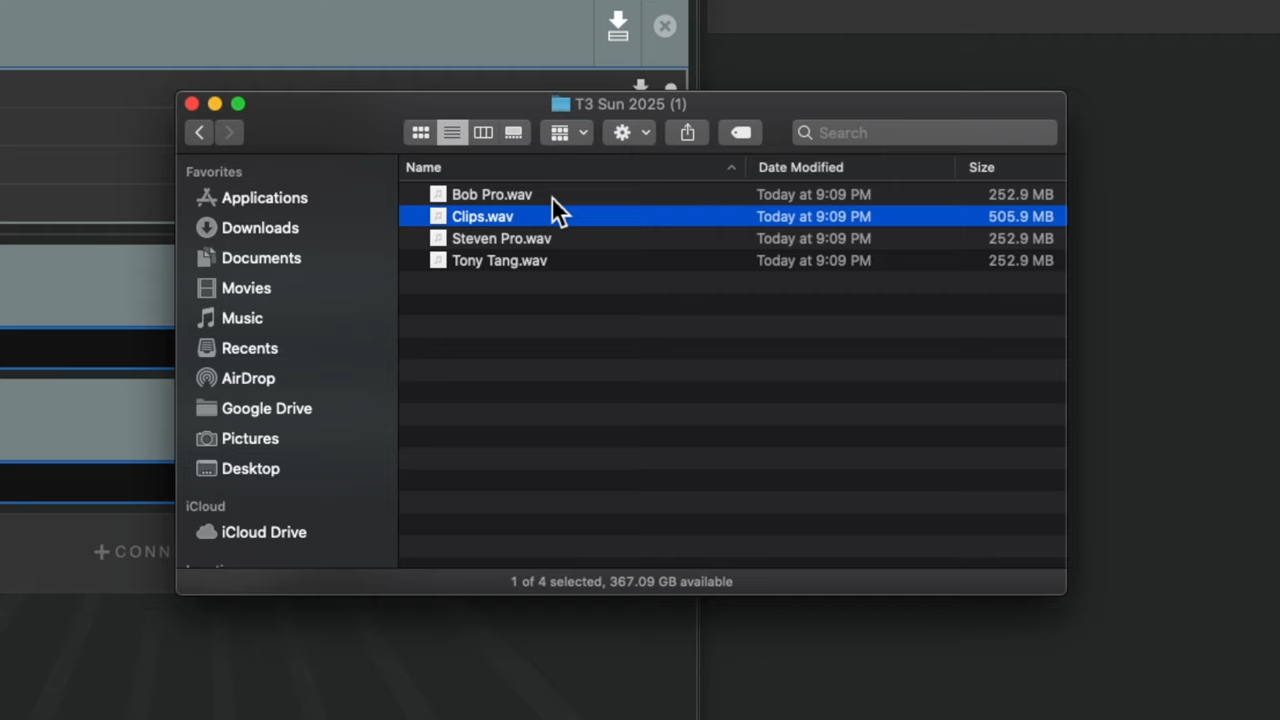 T3 Sun 2025 (1)
Search
Favorites
Applications
Downloads
Documents
Movies
Music
Recents
AirDrop
Google Drive
Pictures
Desktop
iCloud
iCloud Drive
Name Date Modified Size
Bob Pro.wav Today at 9:09 PM 252.9 MB
Clips.wav Today at 9:09 PM 505.9 MB
Steven Pro.wav Today at 9:09 PM 252.9 MB
Tony Tang.wav Today at 9:09 PM 252.9 MB
+ CONN
1 of 4 selected, 367.09 GB available